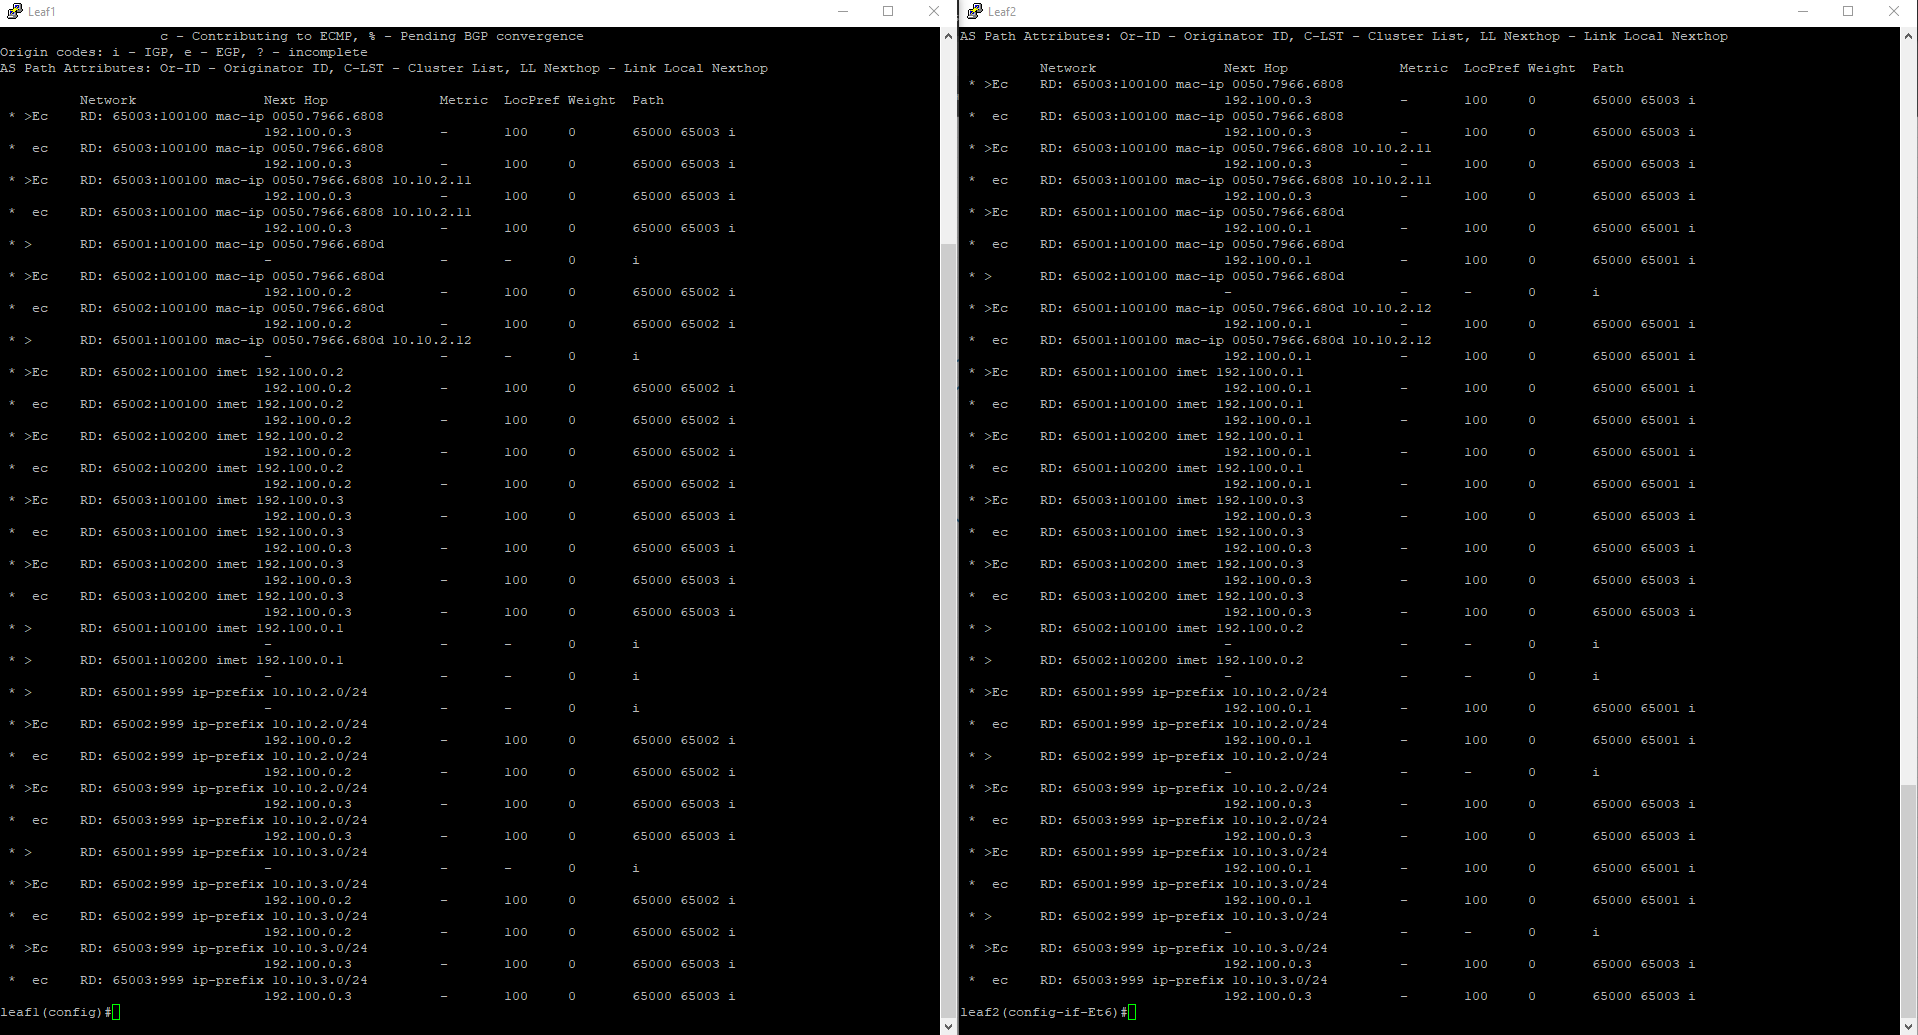 Leaf1
c - Contributing to ECMP, % - Pending BGP convergence
Origin codes: i - IGP, e - EGP, ? - incomplete
AS Path Attributes: Or-ID - Originator ID, C-LST - Cluster List, LL Nexthop - Link Local Nexthop
Network Next Hop Metric LocPref Weight Path
* >Ec RD: 65003:100100 mac-ip 0050.7966.6808
192.100.0.3 - 100 0 65000 65003 i
* ec RD: 65003:100100 mac-ip 0050.7966.6808
192.100.0.3 - 100 0 65000 65003 i
* >Ec RD: 65003:100100 mac-ip 0050.7966.6808 10.10.2.11
192.100.0.3 - 100 0 65000 65003 i
* ec RD: 65003:100100 mac-ip 0050.7966.6808 10.10.2.11
192.100.0.3 - 100 0 65000 65003 i
* > RD: 65001:100100 mac-ip 0050.7966.680d
- - - 0 i
* >Ec RD: 65002:100100 mac-ip 0050.7966.680d
192.100.0.2 - 100 0 65000 65002 i
* ec RD: 65002:100100 mac-ip 0050.7966.680d
192.100.0.2 - 100 0 65000 65002 i
* > RD: 65001:100100 mac-ip 0050.7966.680d 10.10.2.12
- - - 0 i
* >Ec RD: 65002:100100 imet 192.100.0.2
192.100.0.2 - 100 0 65000 65002 i
* ec RD: 65002:100100 imet 192.100.0.2
192.100.0.2 - 100 0 65000 65002 i
* >Ec RD: 65002:100200 imet 192.100.0.2
192.100.0.2 - 100 0 65000 65002 i
* ec RD: 65002:100200 imet 192.100.0.2
192.100.0.2 - 100 0 65000 65002 i
* >Ec RD: 65003:100100 imet 192.100.0.3
192.100.0.3 - 100 0 65000 65003 i
* ec RD: 65003:100100 imet 192.100.0.3
192.100.0.3 - 100 0 65000 65003 i
* >Ec RD: 65003:100200 imet 192.100.0.3
192.100.0.3 - 100 0 65000 65003 i
* ec RD: 65003:100200 imet 192.100.0.3
192.100.0.3 - 100 0 65000 65003 i
* > RD: 65001:100100 imet 192.100.0.1
- - - 0 i
* > RD: 65001:100200 imet 192.100.0.1
- - - 0 i
* > RD: 65001:999 ip-prefix 10.10.2.0/24
- - - 0 i
* >Ec RD: 65002:999 ip-prefix 10.10.2.0/24
192.100.0.2 - 100 0 65000 65002 i
* ec RD: 65002:999 ip-prefix 10.10.2.0/24
192.100.0.2 - 100 0 65000 65002 i
* >Ec RD: 65003:999 ip-prefix 10.10.2.0/24
192.100.0.3 - 100 0 65000 65003 i
* ec RD: 65003:999 ip-prefix 10.10.2.0/24
192.100.0.3 - 100 0 65000 65003 i
* > RD: 65001:999 ip-prefix 10.10.3.0/24
- - - 0 i
* >Ec RD: 65002:999 ip-prefix 10.10.3.0/24
192.100.0.2 - 100 0 65000 65002 i
* ec RD: 65002:999 ip-prefix 10.10.3.0/24
192.100.0.2 - 100 0 65000 65002 i
* >Ec RD: 65003:999 ip-prefix 10.10.3.0/24
192.100.0.3 - 100 0 65000 65003 i
* ec RD: 65003:999 ip-prefix 10.10.3.0/24
192.100.0.3 - 100 0 65000 65003 i
leaf1(config)#
Leaf2
AS Path Attributes: Or-ID - Originator ID, C-LST - Cluster List, LL Nexthop - Link Local Nexthop
Network Next Hop Metric LocPref Weight Path
* >Ec RD: 65003:100100 mac-ip 0050.7966.6808
192.100.0.3 - 100 0 65000 65003 i
* ec RD: 65003:100100 mac-ip 0050.7966.6808
192.100.0.3 - 100 0 65000 65003 i
* >Ec RD: 65003:100100 mac-ip 0050.7966.6808 10.10.2.11
192.100.0.3 - 100 0 65000 65003 i
* ec RD: 65003:100100 mac-ip 0050.7966.6808 10.10.2.11
192.100.0.3 - 100 0 65000 65003 i
* >Ec RD: 65001:100100 mac-ip 0050.7966.680d
192.100.0.1 - 100 0 65000 65001 i
* ec RD: 65001:100100 mac-ip 0050.7966.680d
192.100.0.1 - 100 0 65000 65001 i
* > RD: 65002:100100 mac-ip 0050.7966.680d
- - - 0 i
* >Ec RD: 65001:100100 mac-ip 0050.7966.680d 10.10.2.12
192.100.0.1 - 100 0 65000 65001 i
* ec RD: 65001:100100 mac-ip 0050.7966.680d 10.10.2.12
192.100.0.1 - 100 0 65000 65001 i
* >Ec RD: 65001:100100 imet 192.100.0.1
192.100.0.1 - 100 0 65000 65001 i
* ec RD: 65001:100100 imet 192.100.0.1
192.100.0.1 - 100 0 65000 65001 i
* >Ec RD: 65001:100200 imet 192.100.0.1
192.100.0.1 - 100 0 65000 65001 i
* ec RD: 65001:100200 imet 192.100.0.1
192.100.0.1 - 100 0 65000 65001 i
* >Ec RD: 65003:100100 imet 192.100.0.3
192.100.0.3 - 100 0 65000 65003 i
* ec RD: 65003:100100 imet 192.100.0.3
192.100.0.3 - 100 0 65000 65003 i
* >Ec RD: 65003:100200 imet 192.100.0.3
192.100.0.3 - 100 0 65000 65003 i
* ec RD: 65003:100200 imet 192.100.0.3
192.100.0.3 - 100 0 65000 65003 i
* > RD: 65002:100100 imet 192.100.0.2
- - - 0 i
* > RD: 65002:100200 imet 192.100.0.2
- - - 0 i
* >Ec RD: 65001:999 ip-prefix 10.10.2.0/24
192.100.0.1 - 100 0 65000 65001 i
* ec RD: 65001:999 ip-prefix 10.10.2.0/24
192.100.0.1 - 100 0 65000 65001 i
* > RD: 65002:999 ip-prefix 10.10.2.0/24
- - - 0 i
* >Ec RD: 65003:999 ip-prefix 10.10.2.0/24
192.100.0.3 - 100 0 65000 65003 i
* ec RD: 65003:999 ip-prefix 10.10.2.0/24
192.100.0.3 - 100 0 65000 65003 i
* >Ec RD: 65001:999 ip-prefix 10.10.3.0/24
192.100.0.1 - 100 0 65000 65001 i
* ec RD: 65001:999 ip-prefix 10.10.3.0/24
192.100.0.1 - 100 0 65000 65001 i
* > RD: 65002:999 ip-prefix 10.10.3.0/24
- - - 0 i
* >Ec RD: 65003:999 ip-prefix 10.10.3.0/24
192.100.0.3 - 100 0 65000 65003 i
* ec RD: 65003:999 ip-prefix 10.10.3.0/24
192.100.0.3 - 100 0 65000 65003 i
leaf2(config-if-Et6)#